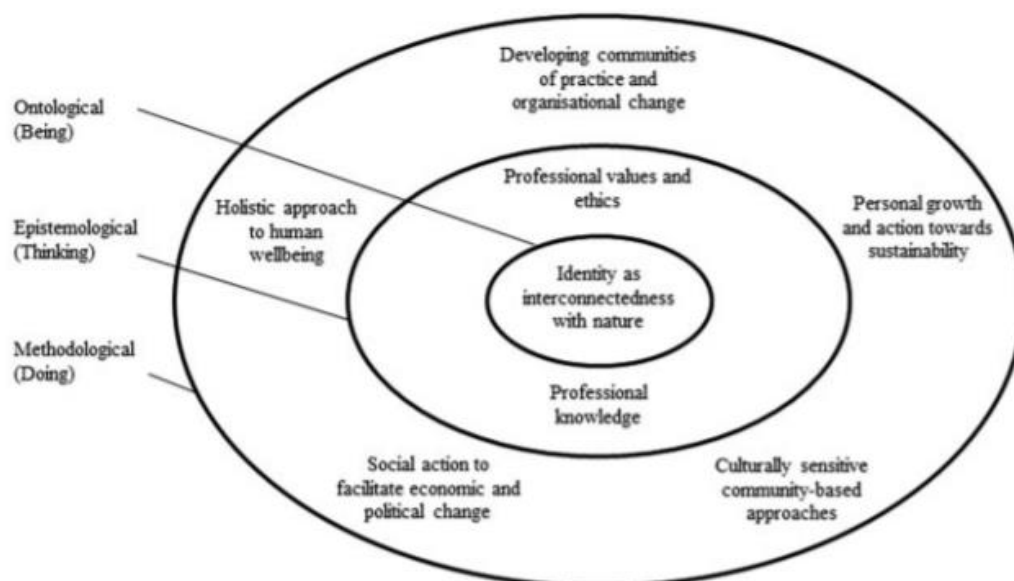 Ontological
(Being)
Epistemological
(Thinking)
Methodological
(Doing)
Developing communities
of practice and
organisational change
Holistic approach
to human
wellbeing
Professional values and
ethics
Personal growth
and action towards
sustainability
Identity as
interconnectedness
with nature
Professional
knowledge
Social action to
facilitate economic and
political change
Culturally sensitive
community-based
approaches